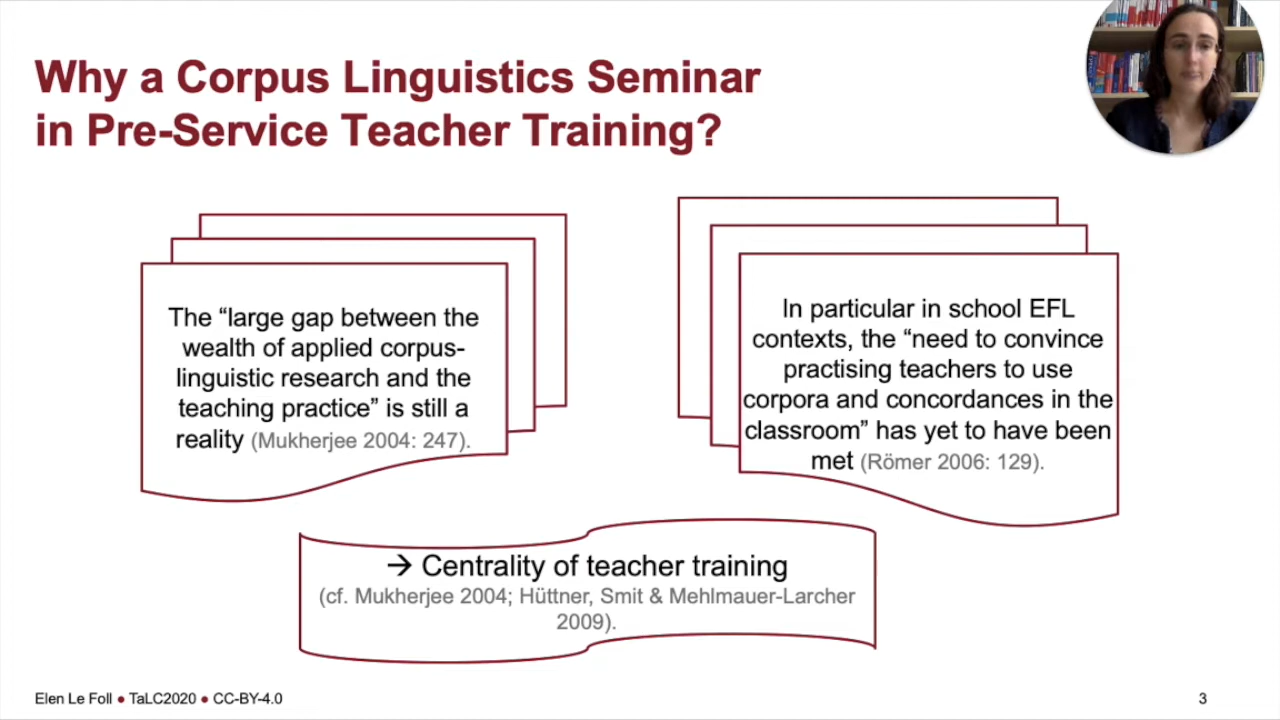 Why a Corpus Linguistics Seminar
in Pre-Service Teacher Training?
The “large gap between the
wealth of applied corpus-
linguistic research and the
teaching practice” is still a
reality (Mukherjee 2004: 247).
In particular in school EFL
contexts, the “need to convince
practising teachers to use
corpora and concordances in the
classroom” has yet to have been
met (Römer 2006: 129).
→ Centrality of teacher training
(cf. Mukherjee 2004; Hüttner, Smit & Mehlmauer-Larcher
2009).
Elen Le Foll ● TaLC2020 ● CC-BY-4.0
3